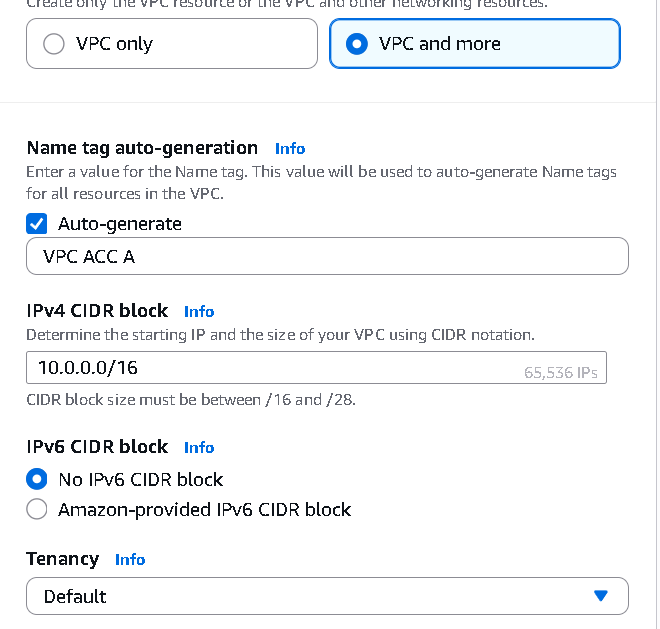 Create only the VPC resource or the VPC and other networking resources.
VPC only
VPC and more
Name tag auto-generation Info
Enter a value for the Name tag. This value will be used to auto-generate Name tags
for all resources in the VPC.
Auto-generate
VPC ACC A
IPv4 CIDR block Info
Determine the starting IP and the size of your VPC using CIDR notation.
10.0.0.0/16 65,536 IPs
CIDR block size must be between /16 and /28.
IPv6 CIDR block Info
No IPv6 CIDR block
Amazon-provided IPv6 CIDR block
Tenancy Info
Default